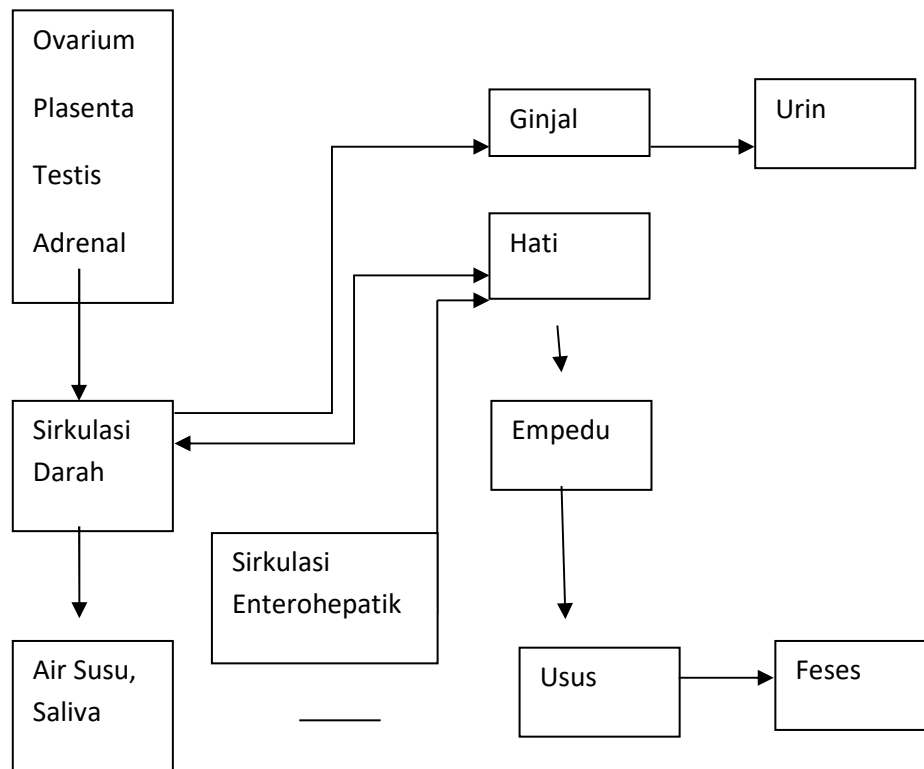 Ovarium
Plasenta
Testis
Adrenal
Ginjal
Urin
Hati
Sirkulasi
Darah
Empedu
Sirkulasi
Enterohepatik
Air Susu,
Saliva
Usus
Feses